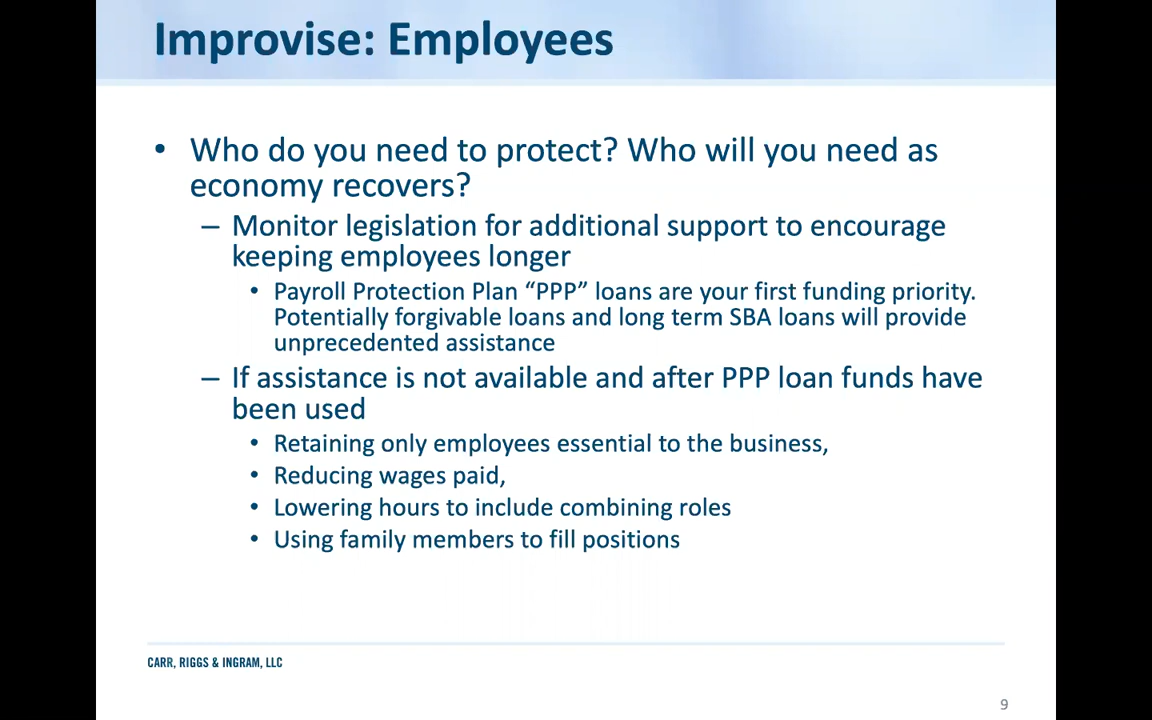 Improvise: Employees
• Who do you need to protect? Who will you need as
economy recovers?
– Monitor legislation for additional support to encourage
keeping employees longer
• Payroll Protection Plan “PPP” loans are your first funding priority.
Potentially forgivable loans and long term SBA loans will provide
unprecedented assistance
– If assistance is not available and after PPP loan funds have
been used
• Retaining only employees essential to the business,
• Reducing wages paid,
• Lowering hours to include combining roles
• Using family members to fill positions
CARR, RIGGS & INGRAM, LLC
9